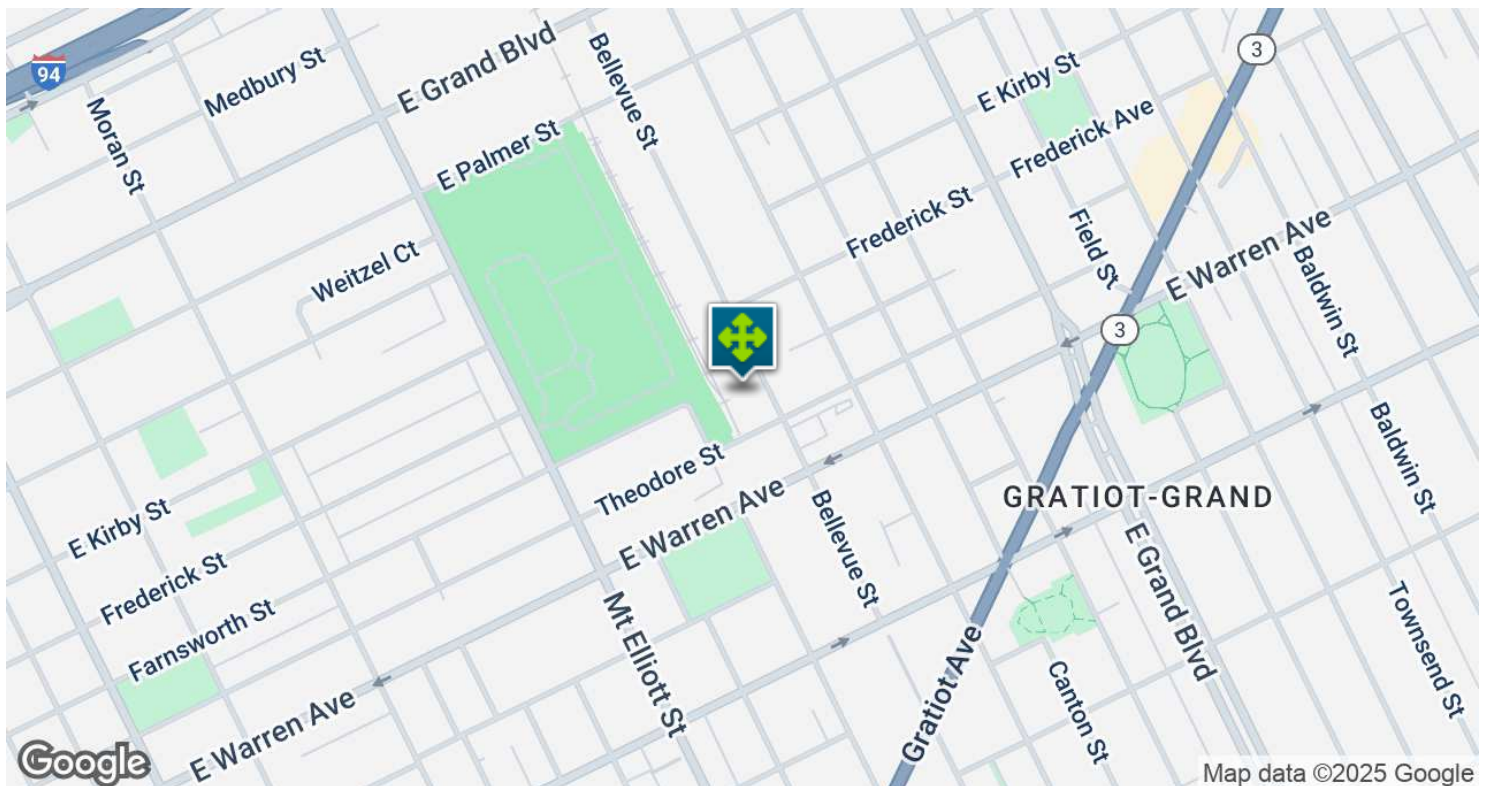 94
Medbury St
E Grand Blvd
Bellevue St
3
E Kirby St
Moran St
E Palmer St
Frederick Ave
Frederick St
Field St
E Warren Ave
Weitzel Ct
Baldwin St
3
Theodore St
GRATIOT-GRAND
Baldwin St
E Kirby St
E Warren Ave
Bellevue St
E Grand Blvd
Frederick St
Farnsworth St
Mt Elliott St
Gratiot Ave
Canton St
Townsend St
E Warren Ave
Google
Map data ©2025 Google